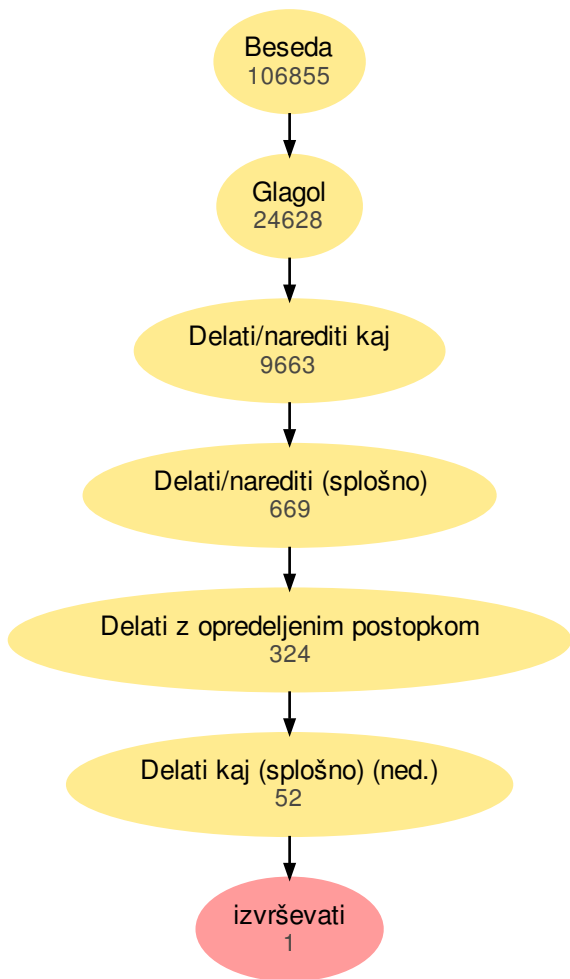 Beseda
106855
Glagol
24628
Delati/narediti kaj
9663
Delati/narediti (splošno)
669
Delati z opredeljenim postopkom
324
Delati kaj (splošno) (ned.)
52
izvrševati
1